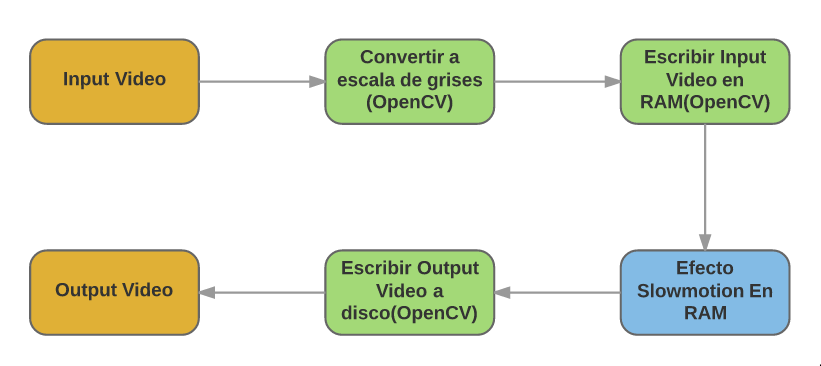 Input Video
Convertir a
escala de grises
(OpenCV)
Escribir Input
Video en
RAM(OpenCV)
Output Video
Escribir Output
Video a
disco(OpenCV)
Efecto
Slowmotion En
RAM